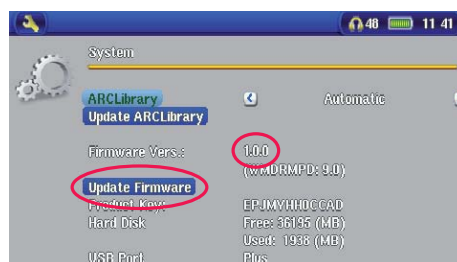 48 11 41
System
ARCLibrary Automatic
Update ARCLibrary
Firmware Vers.: 1.0.0
(WMDRMPD: 9.0)
Update Firmware
Product Key: EPJMVHH0CCAD
Hard Disk Free: 36195 (MB)
Used: 1938 (MB)
USB Port Plus